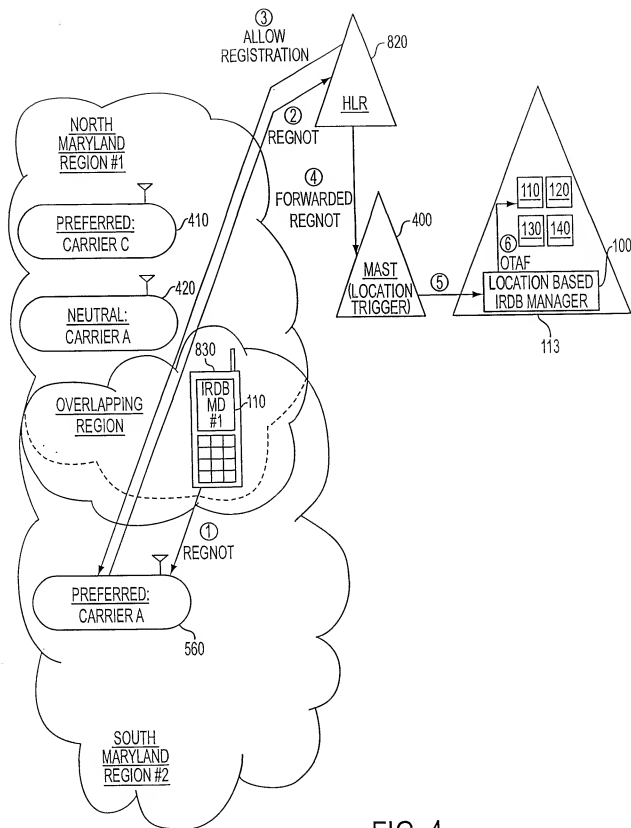 ③
ALLOW
REGISTRATION
820
HLR
②
REGNOT
NORTH
MARYLAND
REGION #1
④
FORWARDED
REGNOT
PREFERRED:
CARRIER C
410
400
MAST
(LOCATION
TRIGGER)
⑤
110
120
130
140
⑥
OTAF
100
LOCATION BASED
IRDB MANAGER
113
420
NEUTRAL:
CARRIER A
830
IRDB
MD
#1
110
OVERLAPPING
REGION
①
REGNOT
PREFERRED:
CARRIER A
560
SOUTH
MARYLAND
REGION #2
FIG. 4